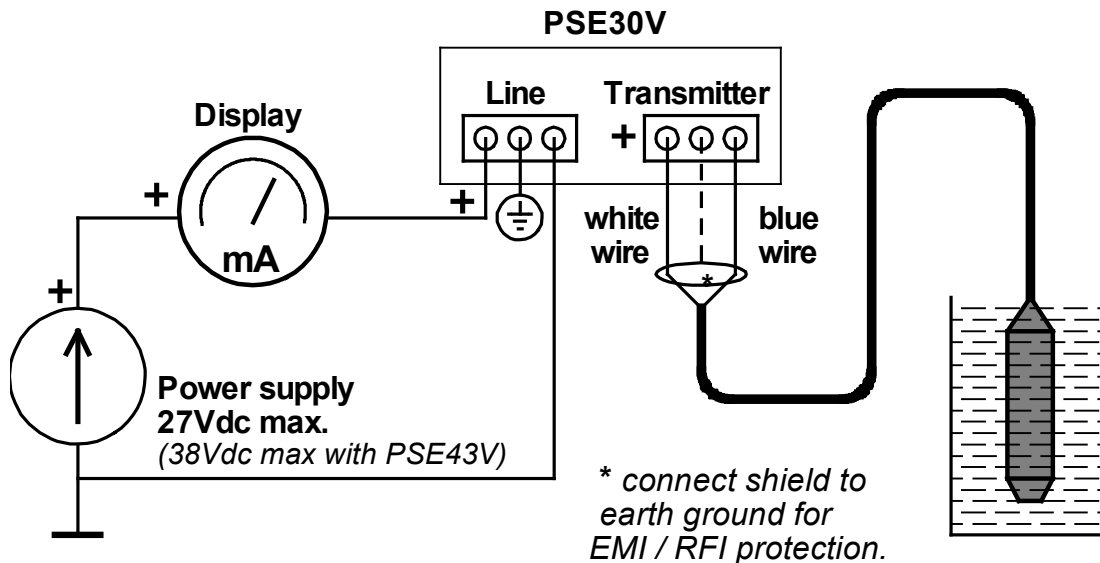 PSE30V
Line
Transmitter
Display
+
+
+
mA
white
wire
blue
wire
*
+
Power supply
27Vdc max.
(38Vdc max with PSE43V)
* connect shield to
earth ground for
EMI / RFI protection.